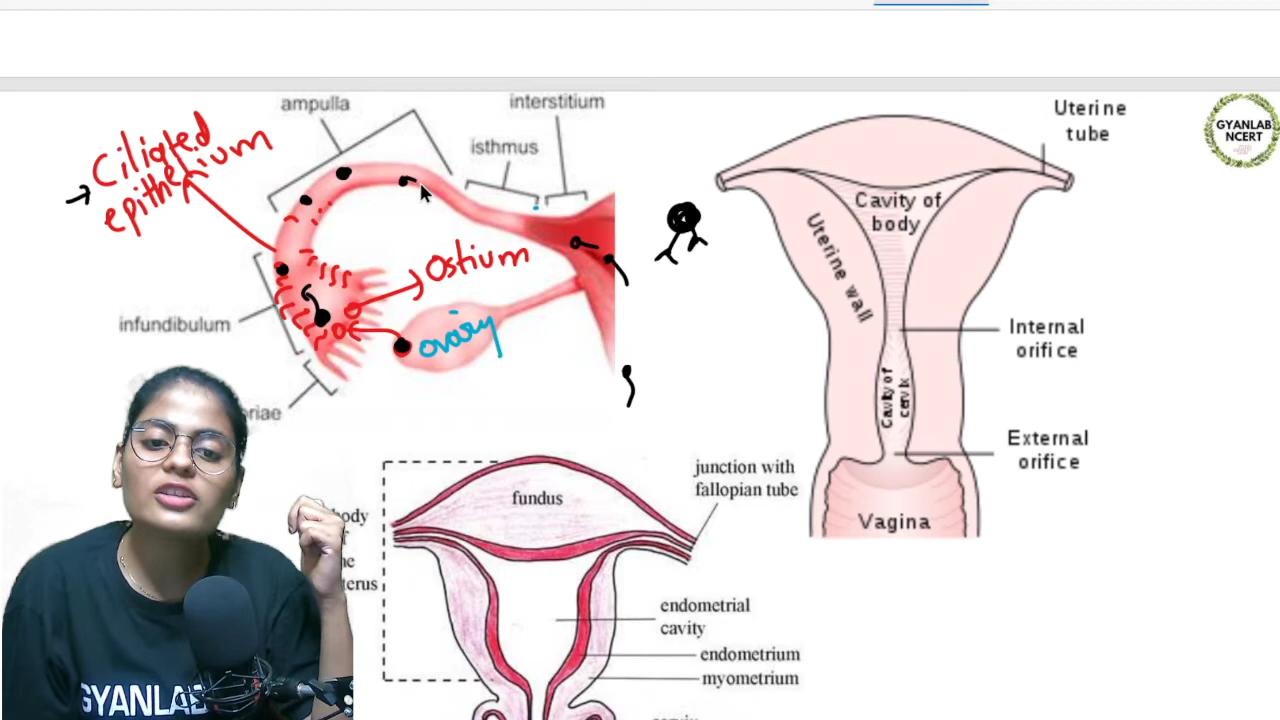 ampulla
interstitium
isthmus
Ciliated
epithelium
Ostium
infundibulum
ovary
riae
Uterine
tube
GYANLAB
NCERT
Cavity of
body
Uterine wall
Internal
orifice
Cavity of
cervix
External
orifice
Vagina
junction with
fallopian tube
fundus
body
terus
endometrial
cavity
endometrium
myometrium
GYANLAB